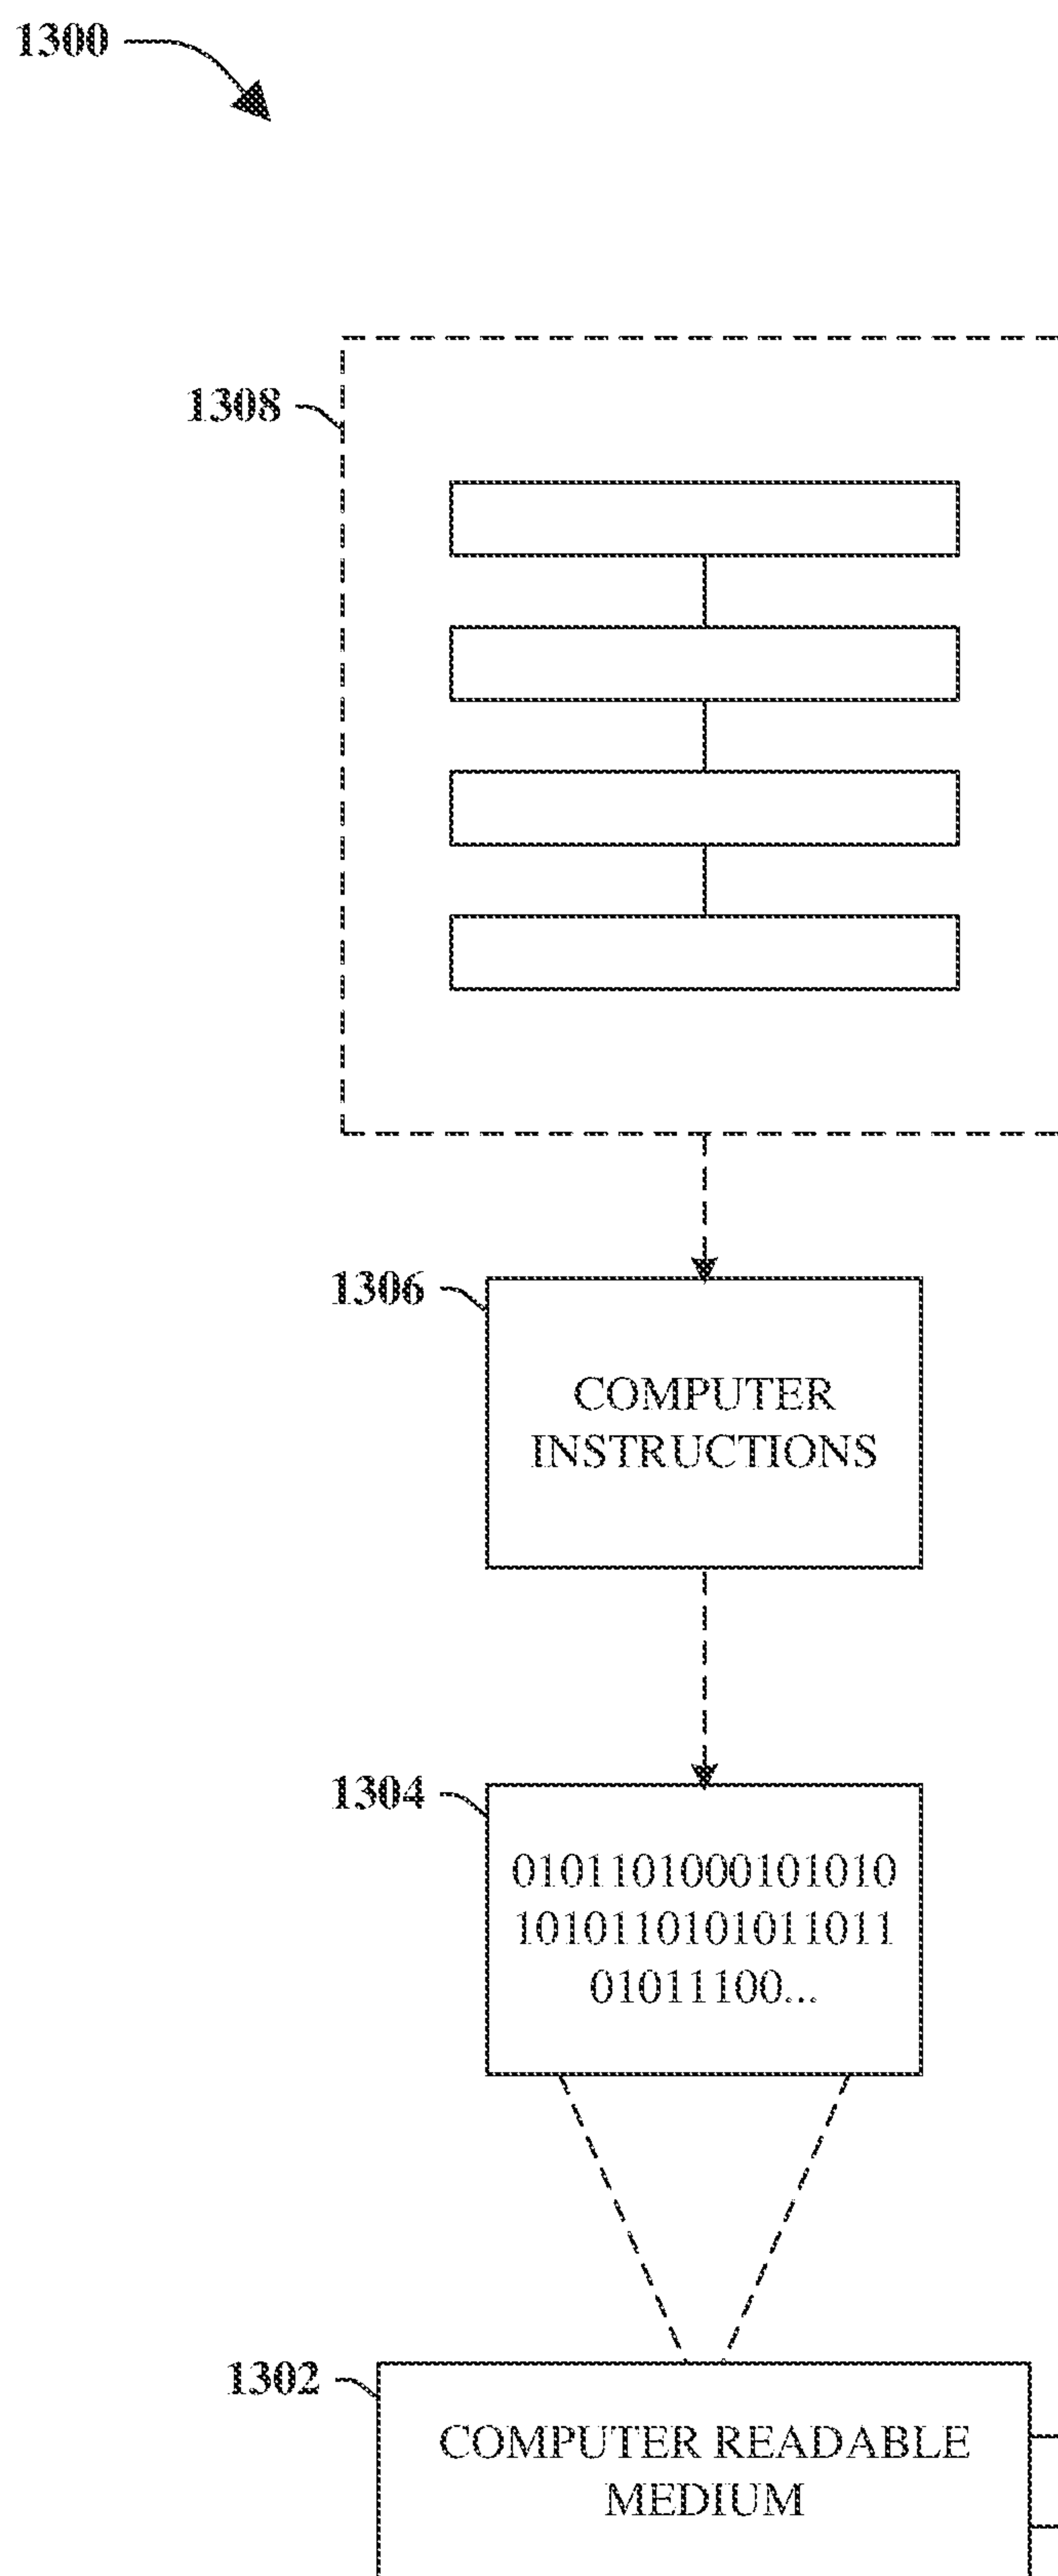 1300
1308
1306
COMPUTER
INSTRUCTIONS
1304
0101101000101010
1010110101011011
01011100...
1302
COMPUTER READABLE
MEDIUM